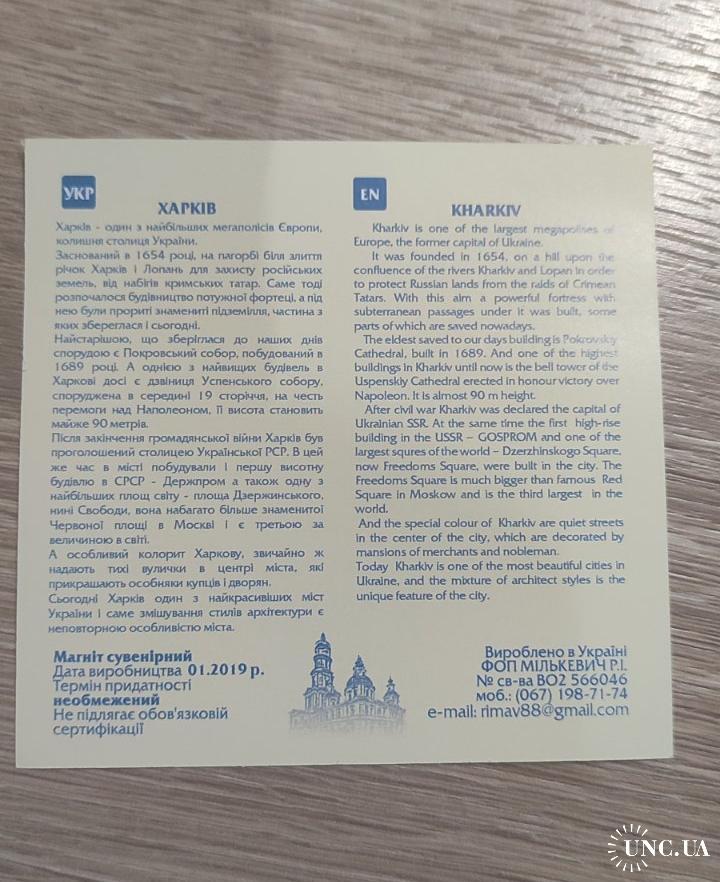 УКР
ХАРКІВ
Харків - один з найбільших мегаполісів Європи,
колишня столиця України.
Заснований в 1654 році, на пагорбі біля злиття
річок Харків і Лопань для захисту російських
земель, від набігів кримських татар. Саме тоді
розпочалося будівництво потужної фортеці, а під
нею були прориті знамениті підземілля, частина з
яких збереглася і сьогодні.
Найстарішою, що зберіглась до наших днів
спорудою є Покровський собор, побудований в
1689 році. А однією з найвищих будівель в
Харкові досі є дзвіниця Успенського собору,
споруджена в середині 19 сторіччя, на честь
перемоги над Наполеоном, її висота становить
майже 90 метрів.
Після закінчення громадянської війни Харків був
проголошений столицею Української РСР. В цей
же час в місті побудували і першу висотну
будівлю в СРСР - Держпром а також одну з
найбільших площ світу - площа Дзержинського,
нині Свободи, вона набагато більше знаменитої
Червоної площі в Москві і є третьою за
величиною в світі.
А особливий колорит Харкову, звичайно ж
надають тихі вулички в центрі міста, які
прикрашають особняки купців і дворян.
Сьогодні Харків один з найкрасивіших міст
України і саме змішування стилів архітектури є
неповторною особливістю міста.
EN
KHARKIV
Kharkiv is one of the largest megapolises of
Europe, the former capital of Ukraine.
It was founded in 1654, on a hill upon the
confluence of the rivers Kharkiv and Lopan in order
to protect Russian lands from the raids of Crimean
Tatars. With this aim a powerful fortress with
subterranean passages under it was built, some
parts of which are saved nowadays.
The eldest saved to our days building is Pokrovskiy
Cathedral, built in 1689. And one of the highest
buildings in Kharkiv until now is the bell tower of the
Uspenskiy Cathedral erected in honour victory over
Napoleon. It is almost 90 m height.
After civil war Kharkiv was declared the capital of
Ukrainian SSR. At the same time the first high-rise
building in the USSR – GOSPROM and one of the
largest squres of the world – Dzerzhinskogo Square,
now Freedoms Square, were built in the city. The
Freedoms Square is much bigger than famous Red
Square in Moskow and is the third largest in the
world.
And the special colour of Kharkiv are quiet streets
in the center of the city, which are decorated by
mansions of merchants and nobleman.
Today Kharkiv is one of the most beautiful cities in
Ukraine, and the mixture of architect styles is the
unique feature of the city.
Магніт сувенірний
Дата виробництва 01.2019 р.
Термін придатності
необмежений
Не підлягає обов'язковій
сертифікації
Вироблено в Україні
ФОП МІЛЬКЕВИЧ Р.І.
№ св-ва ВО2 566046
моб.: (067) 198-71-74
e-mail: rimav88@gmail.com
UNC.UA